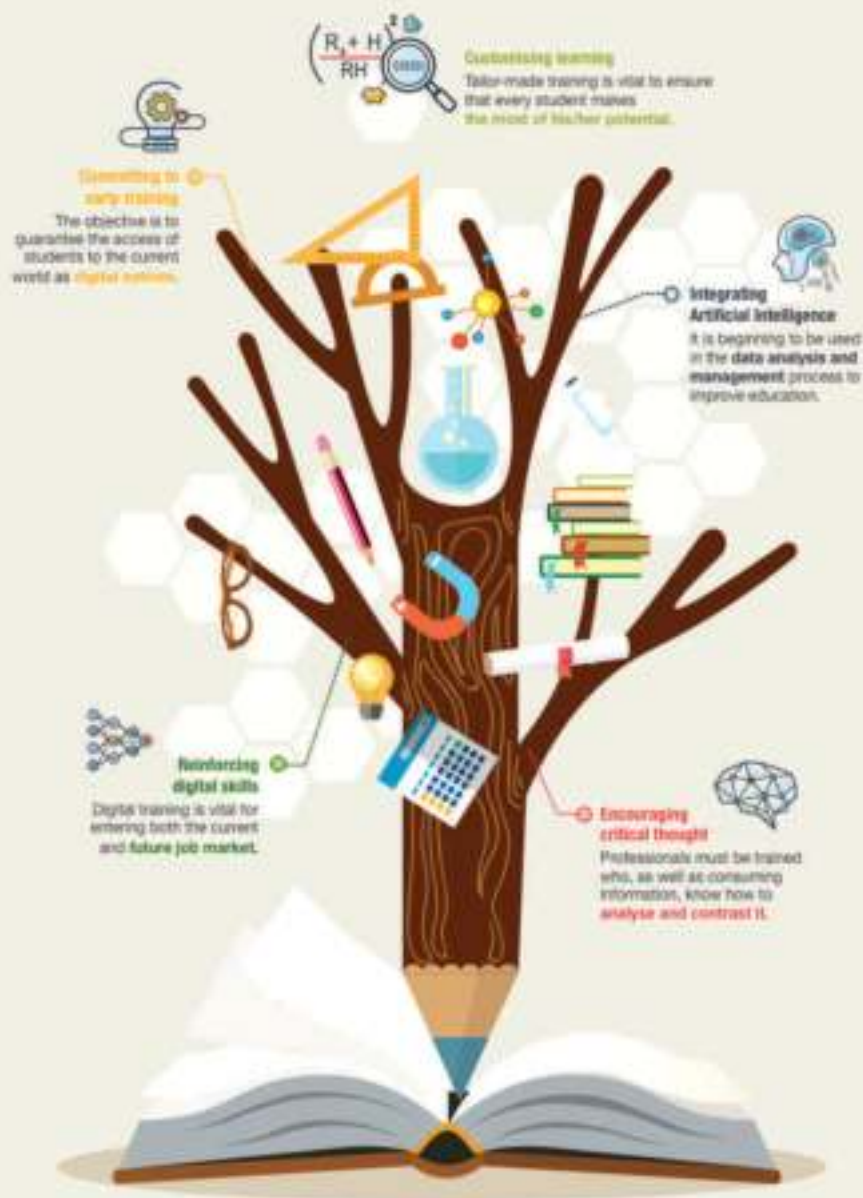 (R₁ + H / RH)²
Customising learning
Tailor-made training is vital to ensure
that every student makes
the most of his/her potential.
Committing to
early training
The objective is to
guarantee the access of
students to the current
world as digital natives.
Integrating
Artificial Intelligence
It is beginning to be used
in the data analysis and
management process to
improve education.
Reinforcing
digital skills
Digital training is vital for
entering both the current
and future job market.
Encouraging
critical thought
Professionals must be trained
who, as well as consuming
information, know how to
analyse and contrast it.